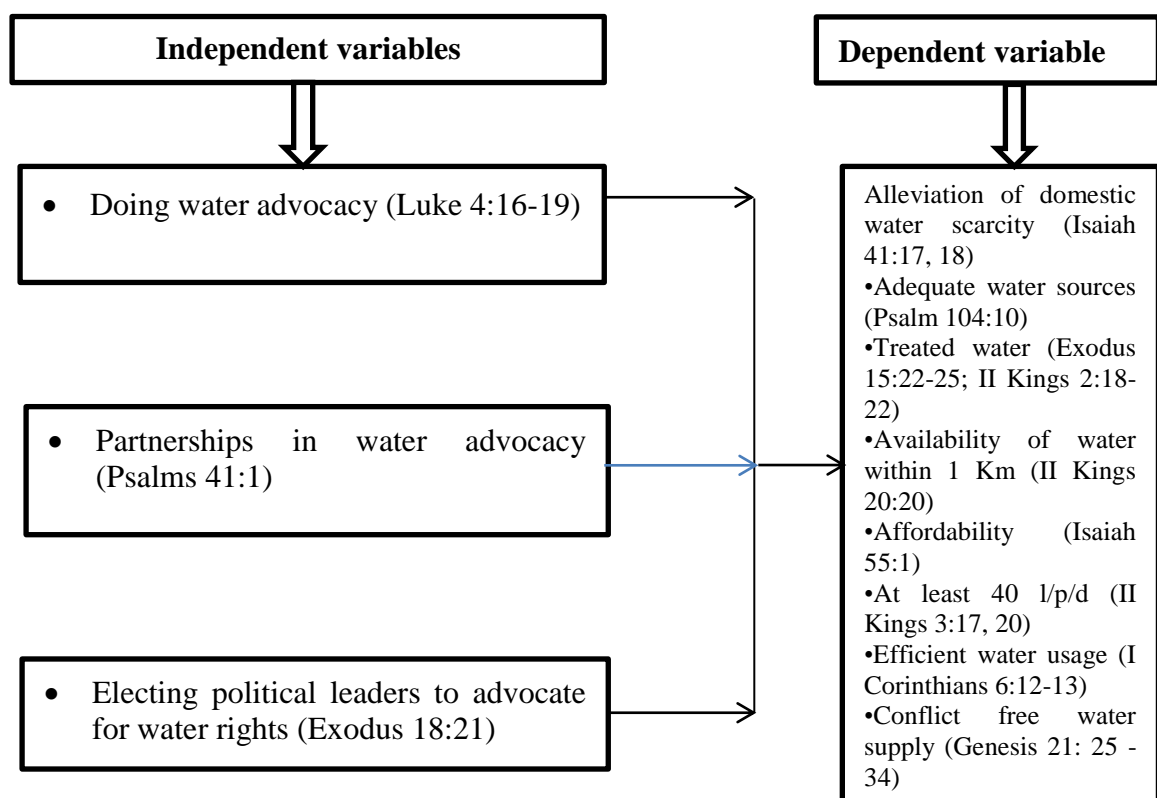 Independent variables
Dependent variable
• Doing water advocacy (Luke 4:16-19)
• Partnerships in water advocacy
(Psalms 41:1)
• Electing political leaders to advocate
for water rights (Exodus 18:21)
Alleviation of domestic
water scarcity (Isaiah
41:17, 18)
•Adequate water sources
(Psalm 104:10)
•Treated water (Exodus
15:22-25; II Kings 2:18-
22)
•Availability of water
within 1 Km (II Kings
20:20)
•Affordability (Isaiah
55:1)
•At least 40 l/p/d (II
Kings 3:17, 20)
•Efficient water usage (I
Corinthians 6:12-13)
•Conflict free water
supply (Genesis 21: 25 -
34)